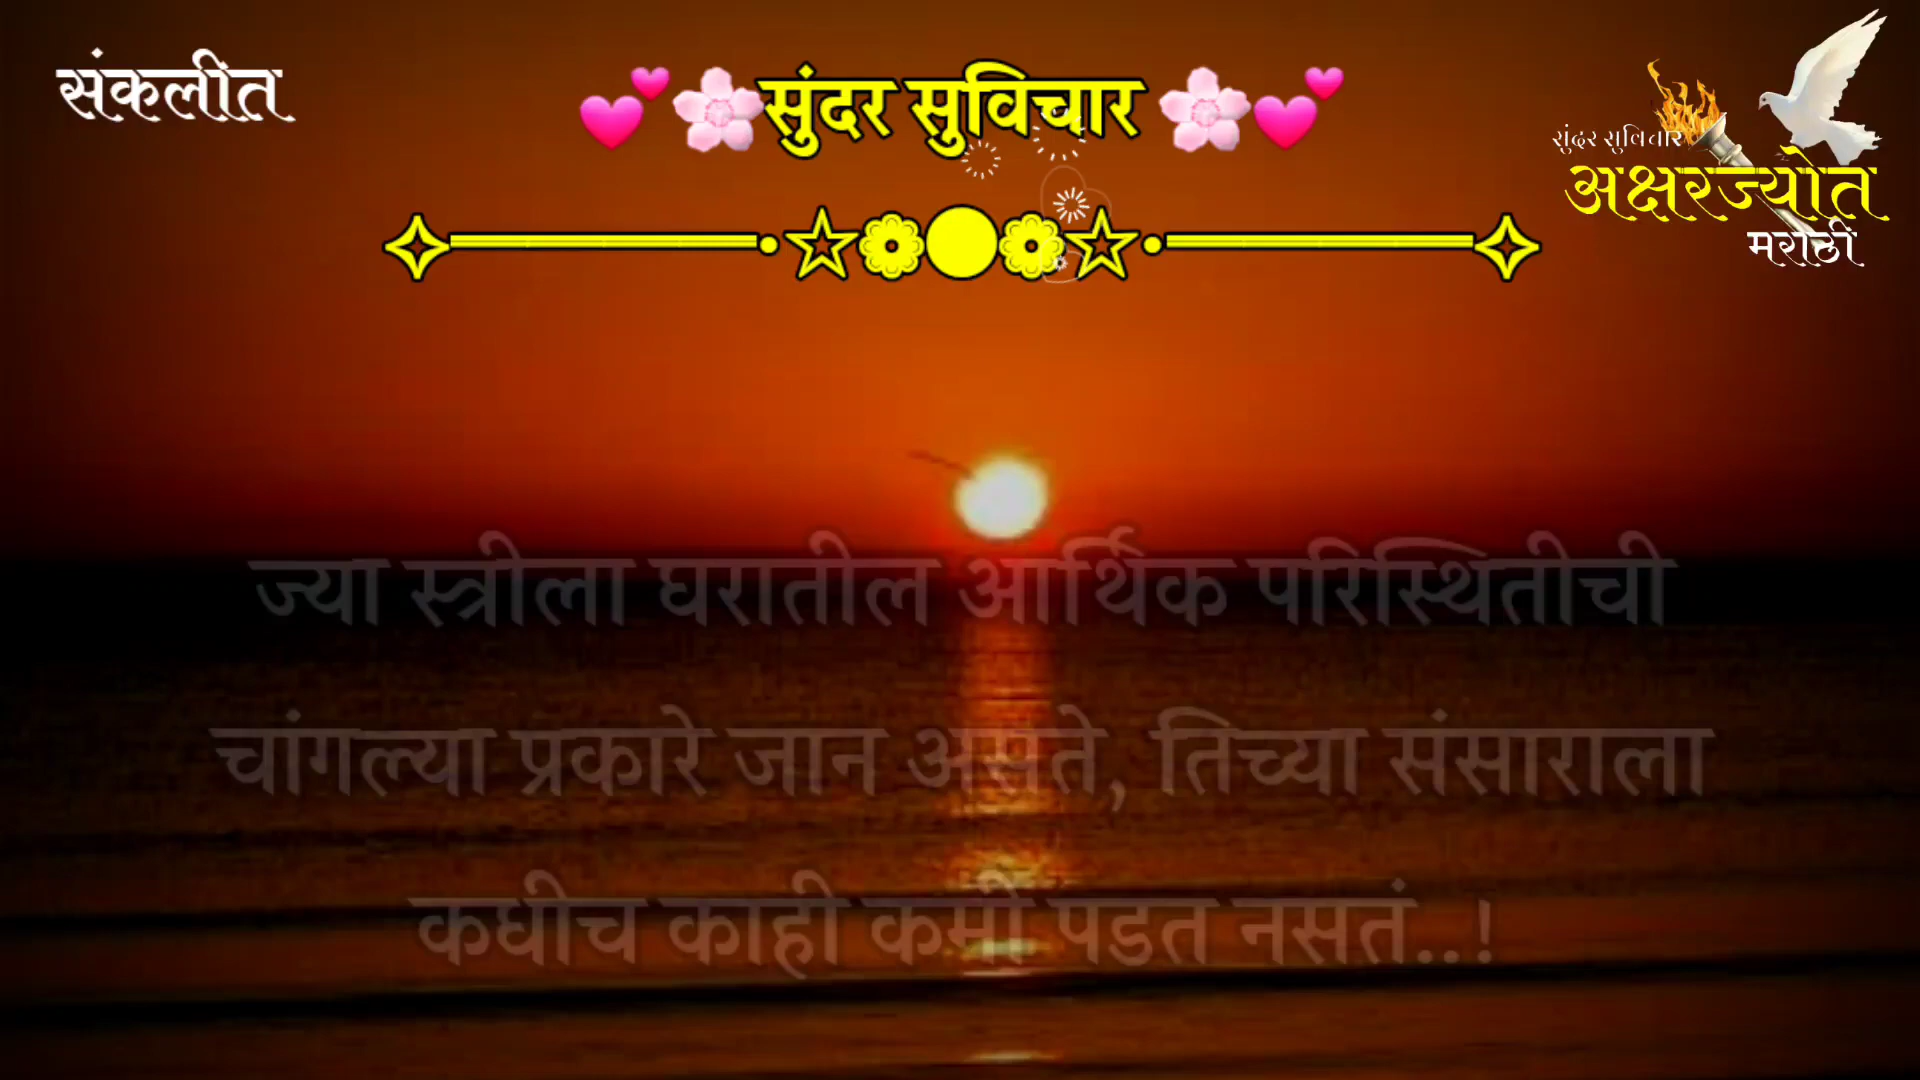 संकलीत
💕🌸सुंदर सुविचार 🌸💕
सुंदर सुविचार
अक्षरज्योत
मराठी
ज्या स्त्रीला घरातील आर्थिक परिस्थितीची
चांगल्या प्रकारे जान असते, तिच्या संसाराला
कधीच काही कमी पडत नसतं..!